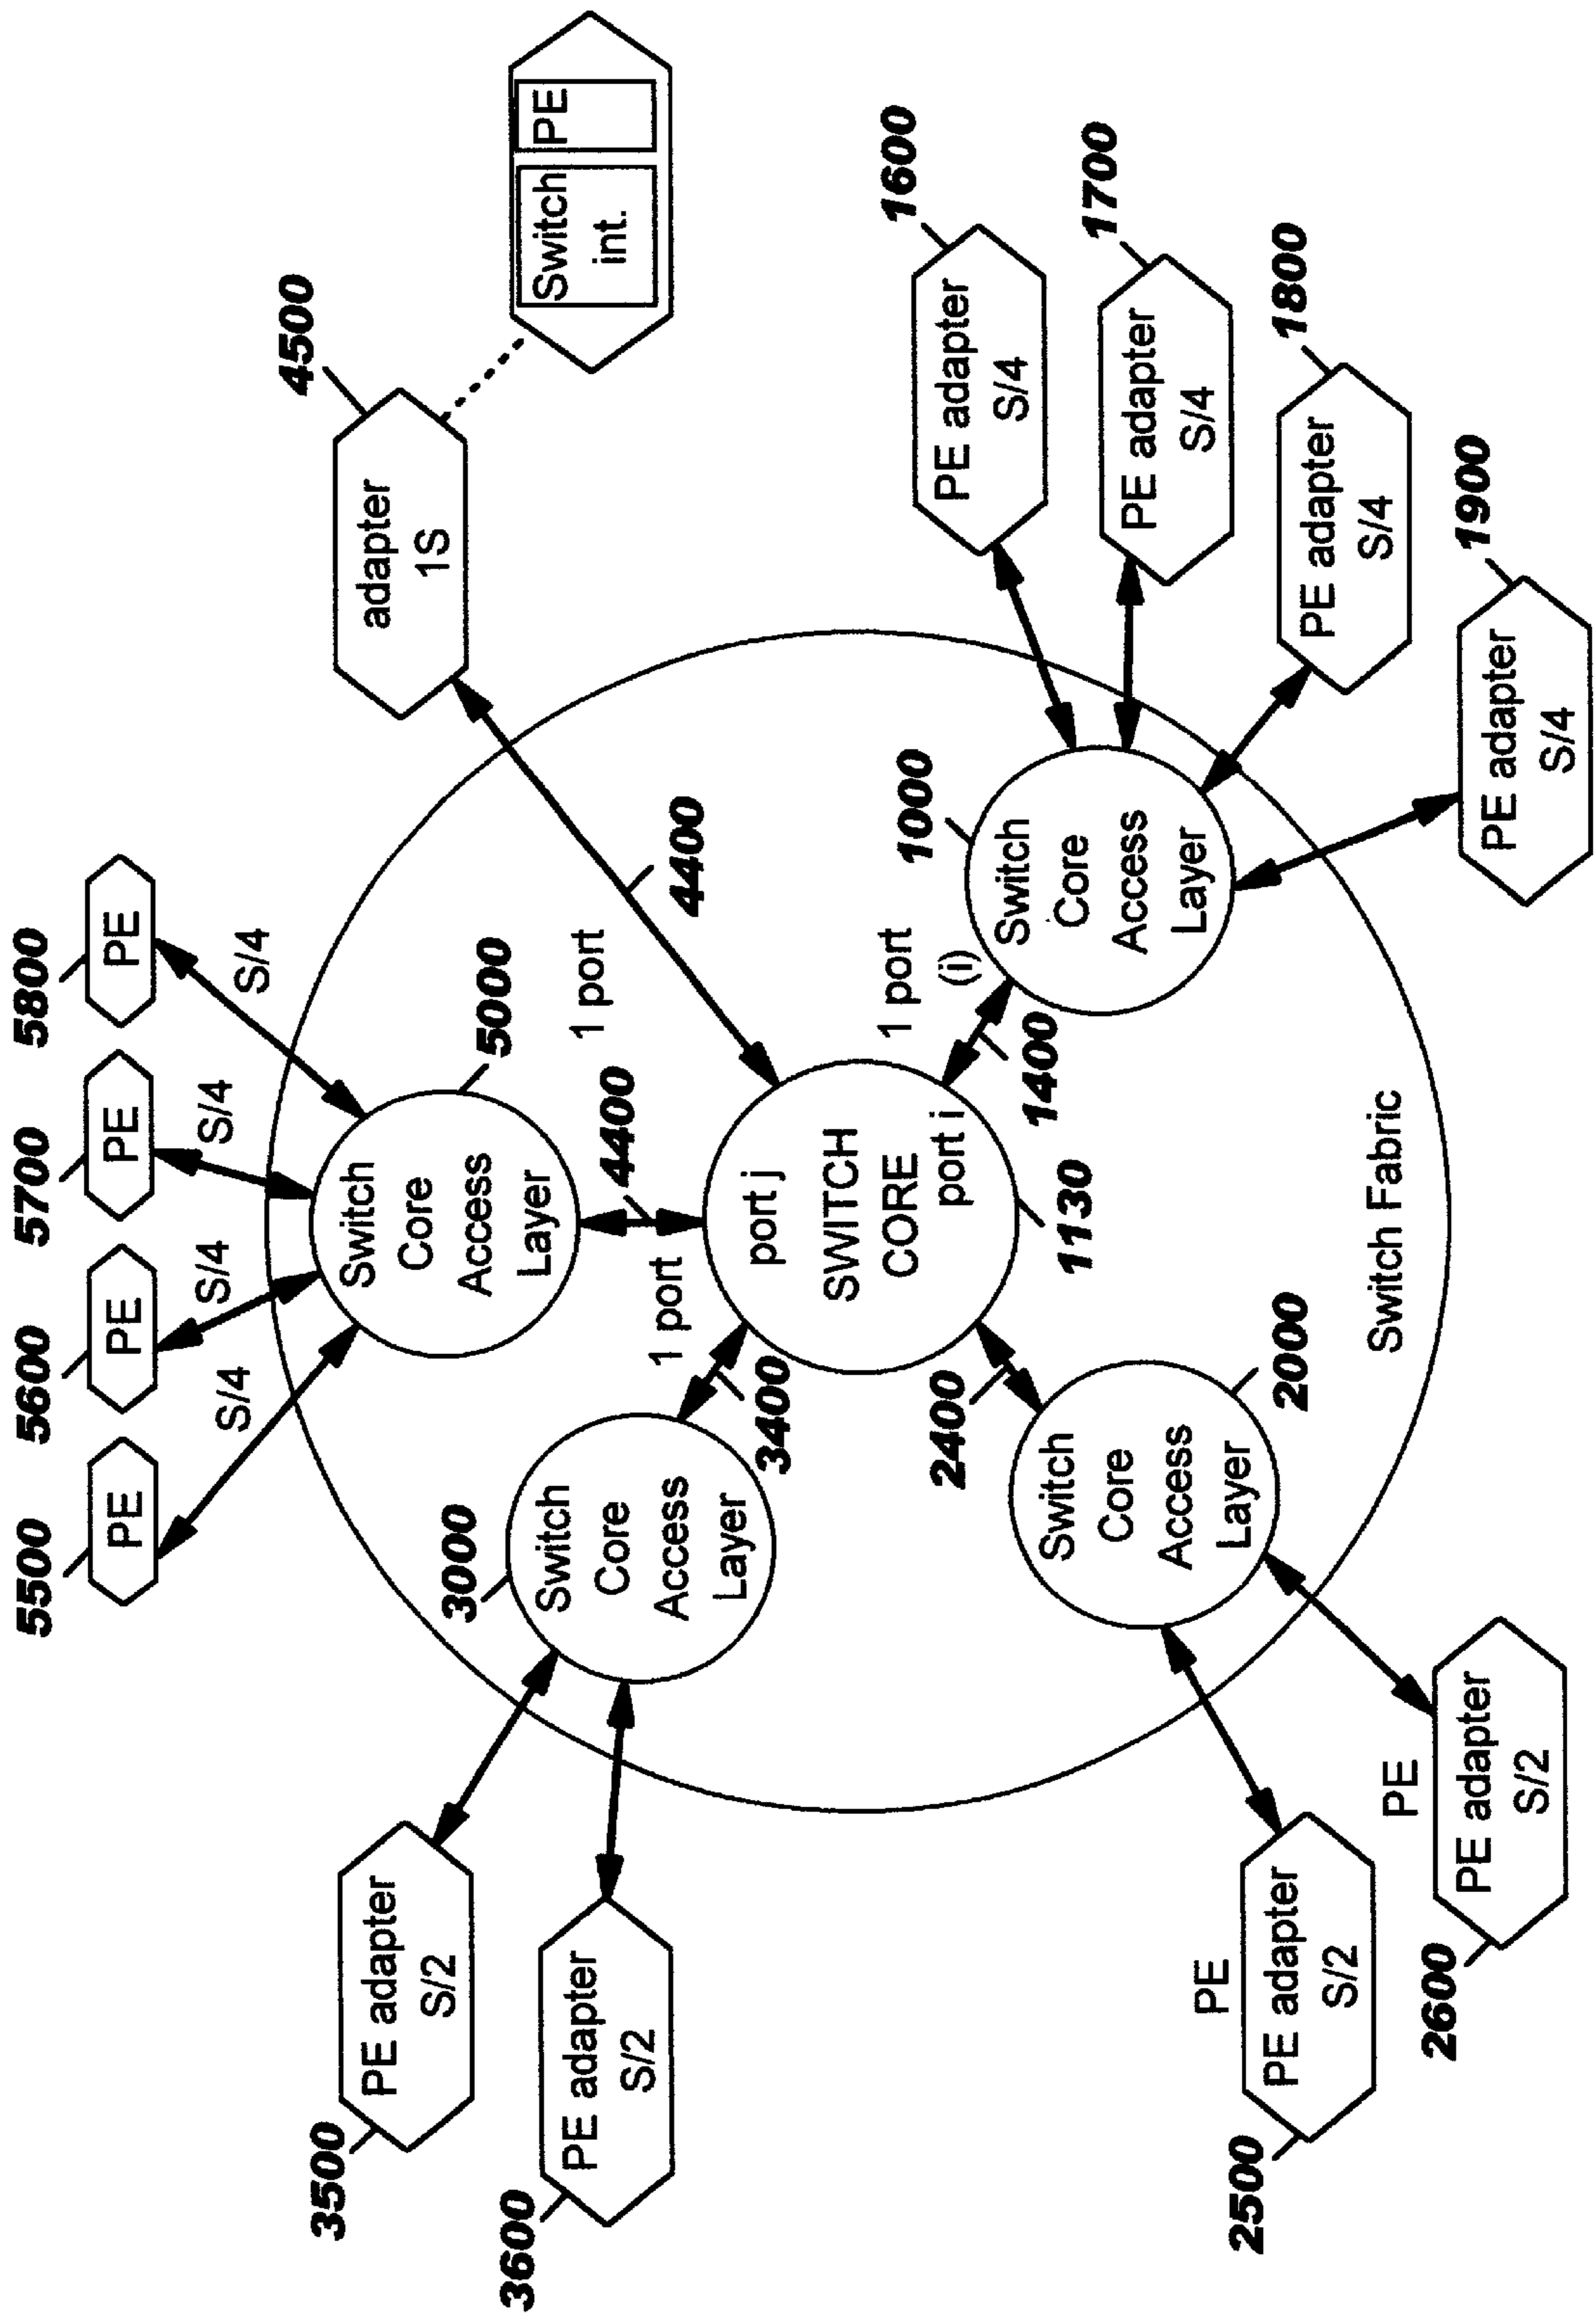 5500
5600
5700
5800
PE
PE
PE
PE
S/4
S/4
S/4
S/4
4500
adapter
1S
Switch
int.
PE
3500
PE adapter
S/2
3600
PE adapter
S/2
3000
Switch
Core
Access
Layer
Switch
Core
Access
Layer
5000
1 port
4400
1 port
4400
3400
port j
SWITCH
CORE
port i
1130
1 port
(i)
1400
1000
Switch
Core
Access
Layer
1600
PE adapter
S/4
1700
PE adapter
S/4
1800
PE adapter
S/4
1900
PE adapter
S/4
2400
Switch
Core
Access
Layer
2000
Switch Fabric
PE
PE adapter
S/2
2500
PE
PE adapter
S/2
2600